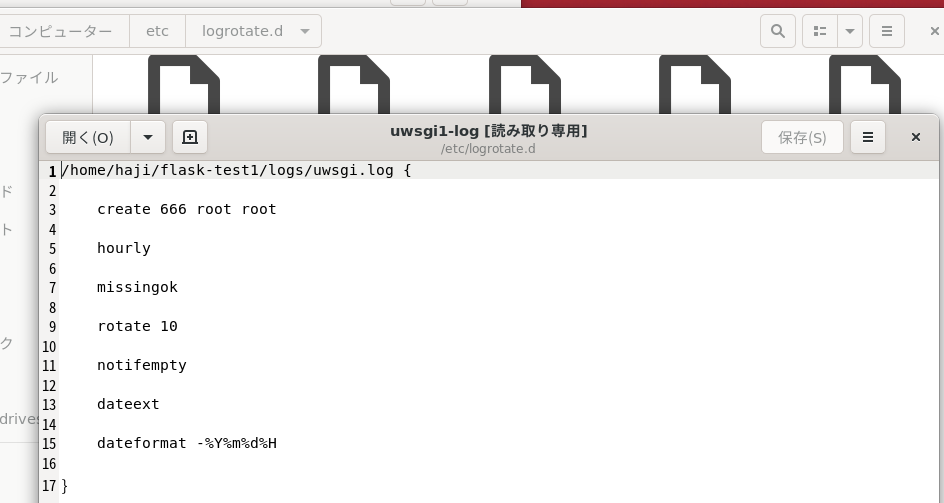 コンピューター etc logrotate.d
ファイル
開く(O) uwsgi1-log [読み取り専用] 保存(S)
/etc/logrotate.d
1 /home/haji/flask-test1/logs/uwsgi.log {
2
3 create 666 root root
4
ド
5 hourly
ト
6
7 missingok
8
9 rotate 10
10
ク
11 notifempty
12
13 dateext
drives
14
15 dateformat -%Y%m%d%H
16
17 }